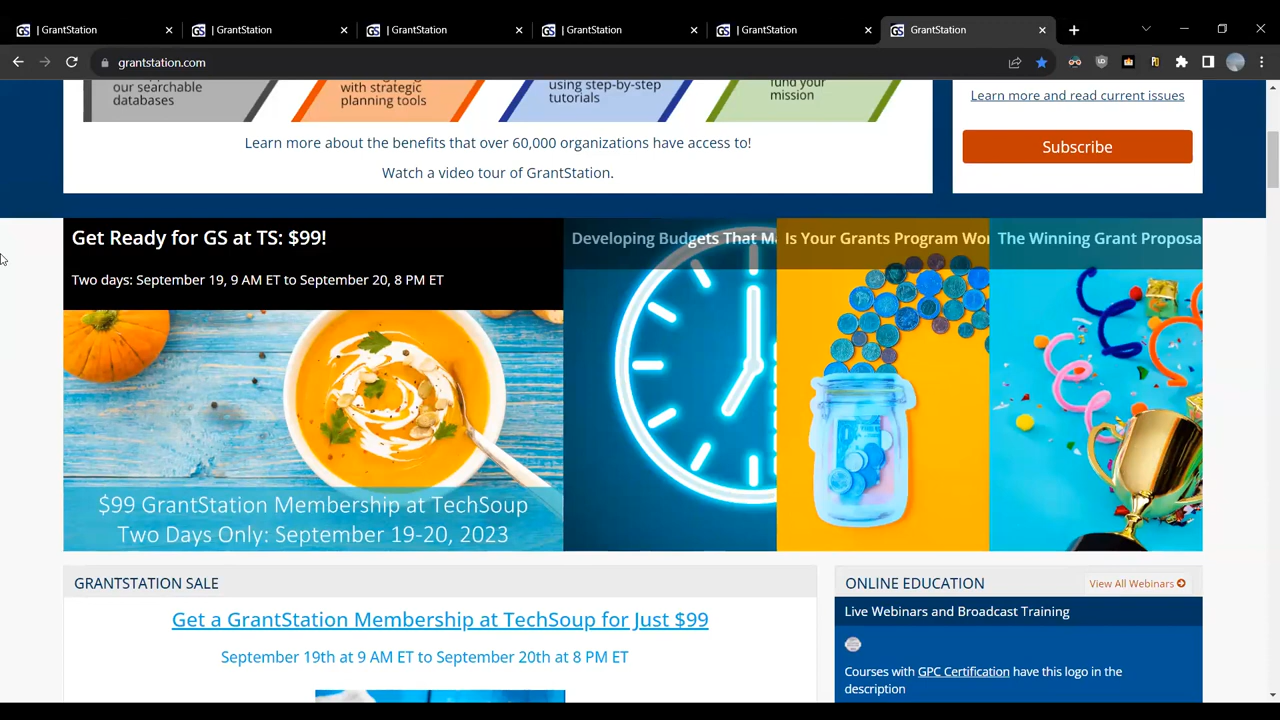 | GrantStation
| GrantStation
| GrantStation
| GrantStation
| GrantStation
GrantStation
grantstation.com
our searchable
databases
with strategic
planning tools
using step-by-step
tutorials
fund your
mission
Learn more about the benefits that over 60,000 organizations have access to!
Watch a video tour of GrantStation.
Learn more and read current issues
Subscribe
Get Ready for GS at TS: $99!
Two days: September 19, 9 AM ET to September 20, 8 PM ET
$99 GrantStation Membership at TechSoup
Two Days Only: September 19-20, 2023
Developing Budgets That M
Is Your Grants Program Wor
The Winning Grant Proposa
GRANTSTATION SALE
Get a GrantStation Membership at TechSoup for Just $99
September 19th at 9 AM ET to September 20th at 8 PM ET
ONLINE EDUCATION
View All Webinars
Live Webinars and Broadcast Training
Courses with GPC Certification have this logo in the
description